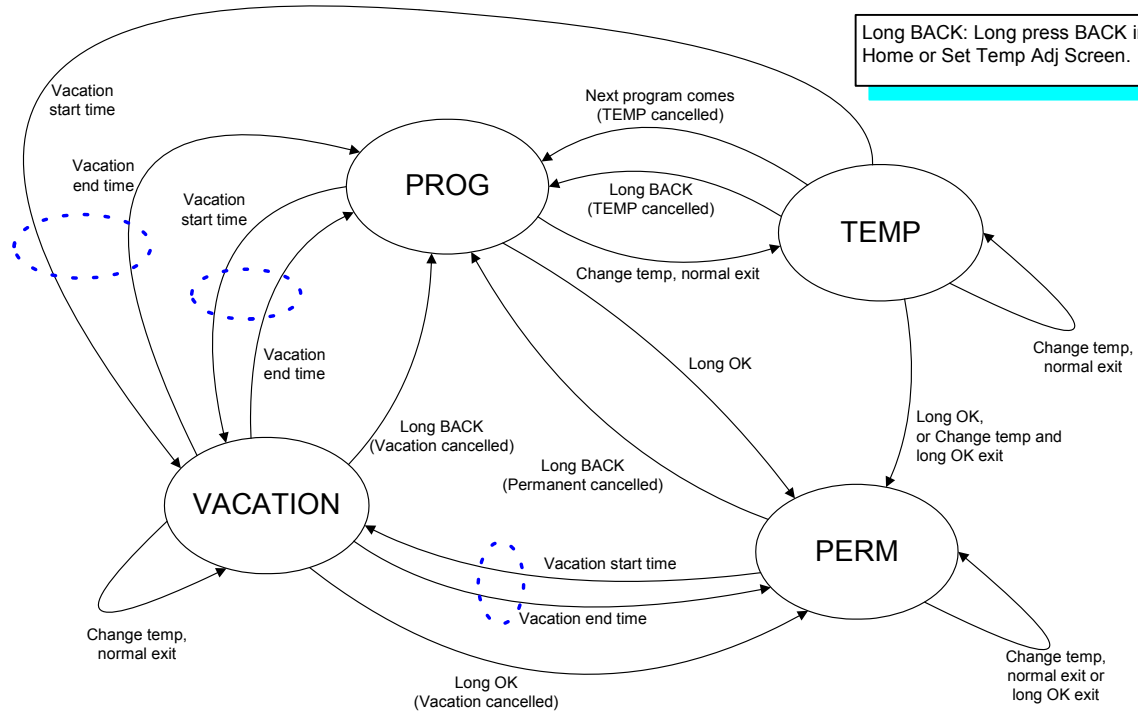 Long BACK: Long press BACK i
Home or Set Temp Adj Screen.
Vacation
start time
Next program comes
(TEMP cancelled)
Vacation
end time
PROG
Vacation
start time
Long BACK
(TEMP cancelled)
TEMP
Change temp, normal exit
Vacation
end time
Long OK
Change temp,
normal exit
Long BACK
(Vacation cancelled)
Long OK,
or Change temp and
long OK exit
Long BACK
(Permanent cancelled)
VACATION
PERM
Vacation start time
Vacation end time
Change temp,
normal exit
Long OK
(Vacation cancelled)
Change temp,
normal exit or
long OK exit